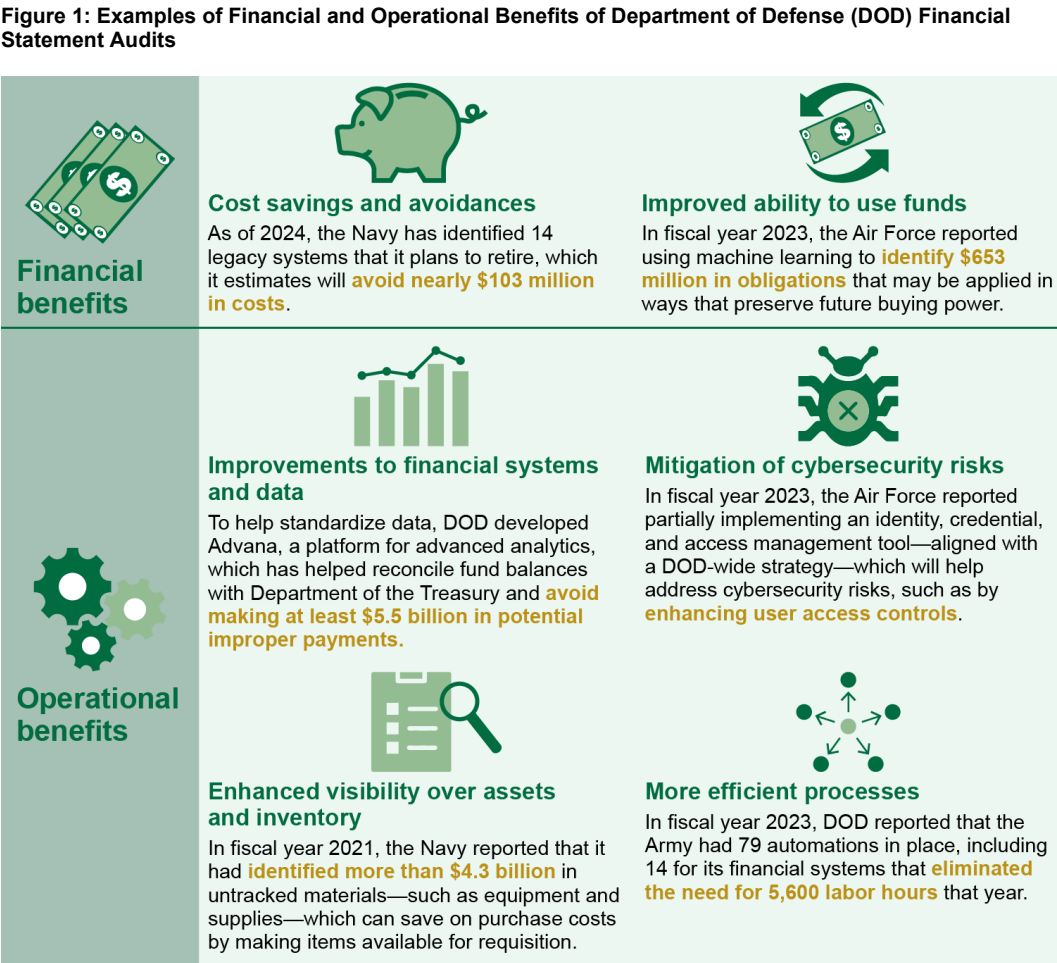 Figure 1: Examples of Financial and Operational Benefits of Department of Defense (DOD) Financial
Statement Audits
Financial
benefits
Cost savings and avoidances
As of 2024, the Navy has identified 14
legacy systems that it plans to retire, which
it estimates will avoid nearly $103 million
in costs.
Improved ability to use funds
In fiscal year 2023, the Air Force reported
using machine learning to identify $653
million in obligations that may be applied in
ways that preserve future buying power.
Operational
benefits
Improvements to financial systems
and data
To help standardize data, DOD developed
Advana, a platform for advanced analytics,
which has helped reconcile fund balances
with Department of the Treasury and avoid
making at least $5.5 billion in potential
improper payments.
Mitigation of cybersecurity risks
In fiscal year 2023, the Air Force reported
partially implementing an identity, credential,
and access management tool—aligned with
a DOD-wide strategy—which will help
address cybersecurity risks, such as by
enhancing user access controls.
Enhanced visibility over assets
and inventory
In fiscal year 2021, the Navy reported that it
had identified more than $4.3 billion in
untracked materials—such as equipment and
supplies—which can save on purchase costs
by making items available for requisition.
More efficient processes
In fiscal year 2023, DOD reported that the
Army had 79 automations in place, including
14 for its financial systems that eliminated
the need for 5,600 labor hours that year.